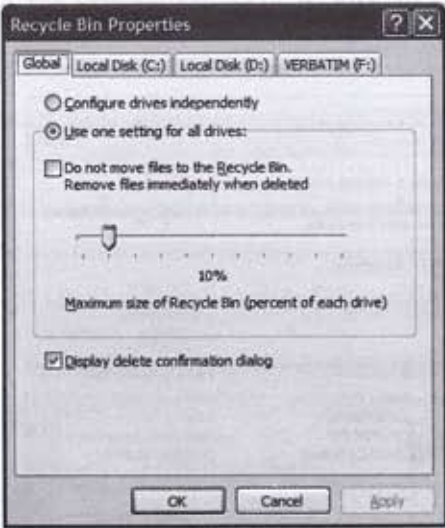 Recycle Bin Properties
Global Local Disk (C:) Local Disk (D:) VERBATIM (F:)
Configure drives independently
Use one setting for all drives:
Do not move files to the Recycle Bin.
Remove files immediately when deleted
10%
Maximum size of Recycle Bin (percent of each drive)
Display delete confirmation dialog
OK Cancel Apply